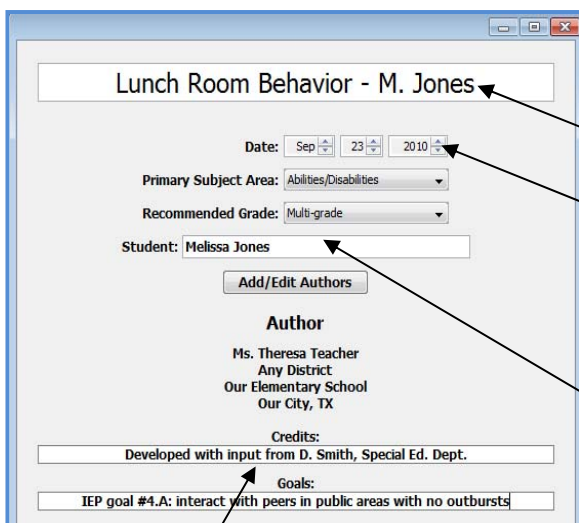 Lunch Room Behavior - M. Jones
Date: Sep 23 2010
Primary Subject Area: Abilities/Disabilities
Recommended Grade: Multi-grade
Student: Melissa Jones
Add/Edit Authors
Author
Ms. Theresa Teacher
Any District
Our Elementary School
Our City, TX
Credits:
Developed with input from D. Smith, Special Ed. Dept.
Goals:
IEP goal #4.A: interact with peers in public areas with no outbursts